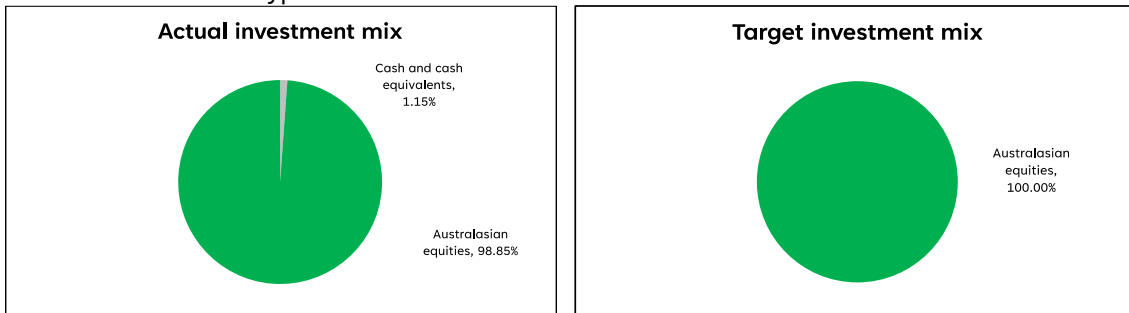 Actual investment mix
Cash and cash
equivalents,
1.15%
Australasian
equities, 98.85%
Target investment mix
Australasian
equities,
100.00%